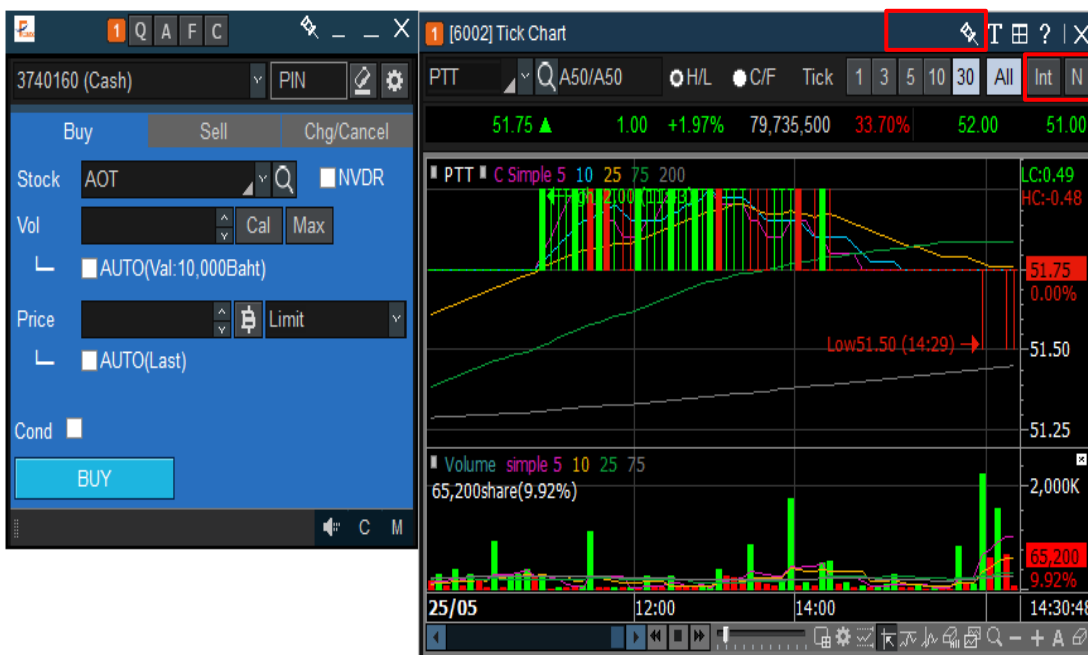 1 Q A F C
3740160 (Cash) PIN
Buy Sell Chg/Cancel
Stock AOT NVDR
Vol Cal Max
AUTO(Val:10,000Baht)
Price Limit
AUTO(Last)
Cond
BUY
C M
1 [6002] Tick Chart T ?
PTT A50/A50 H/L C/F Tick 1 3 5 10 30 All Int N
51.75 ▲ 1.00 +1.97% 79,735,500 33.70% 52.00 51.00
PTT C Simple 5 10 25 75 200
LC:0.49
HC:-0.48
51.75
0.00%
Low51.50 (14:29) →
51.50
51.25
Volume simple 5 10 25 75
65,200share(9.92%)
2,000K
65,200
9.92%
25/05 12:00 14:00 14:30:48
A